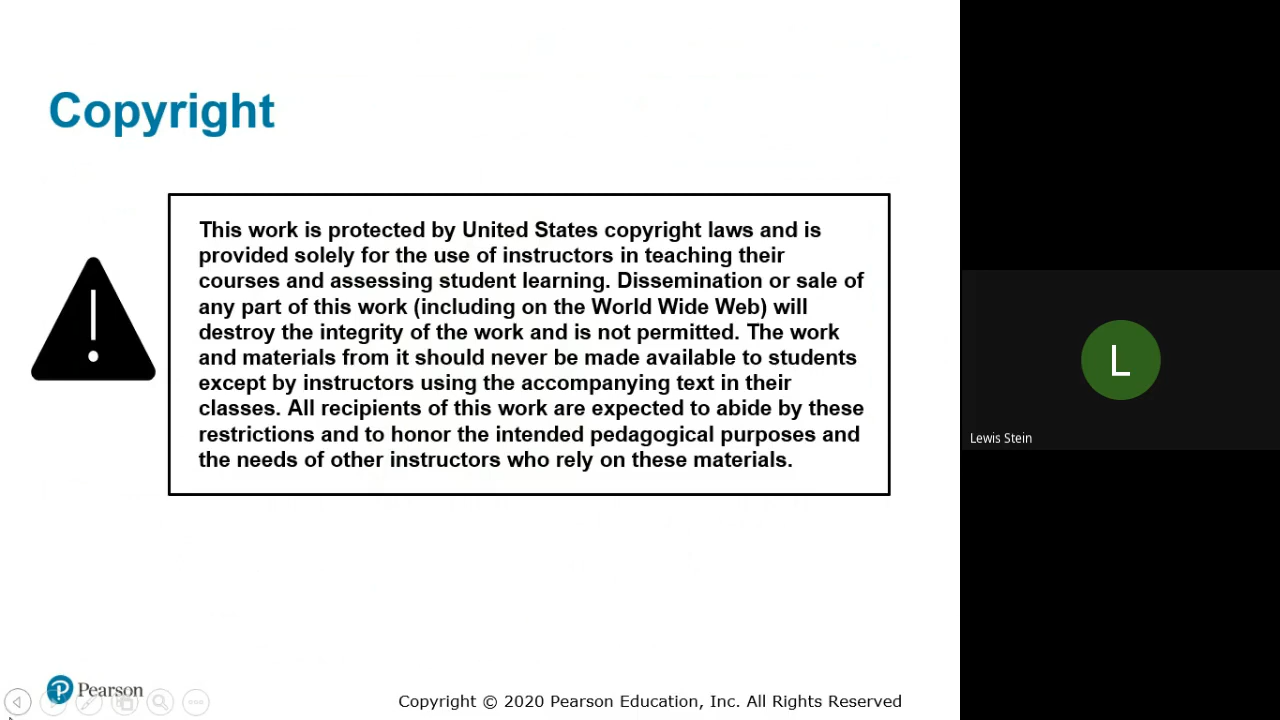 Copyright
This work is protected by United States copyright laws and is
provided solely for the use of instructors in teaching their
courses and assessing student learning. Dissemination or sale of
any part of this work (including on the World Wide Web) will
destroy the integrity of the work and is not permitted. The work
and materials from it should never be made available to students
except by instructors using the accompanying text in their
classes. All recipients of this work are expected to abide by these
restrictions and to honor the intended pedagogical purposes and
the needs of other instructors who rely on these materials.
L
Lewis Stein
P Pearson
Copyright © 2020 Pearson Education, Inc. All Rights Reserved